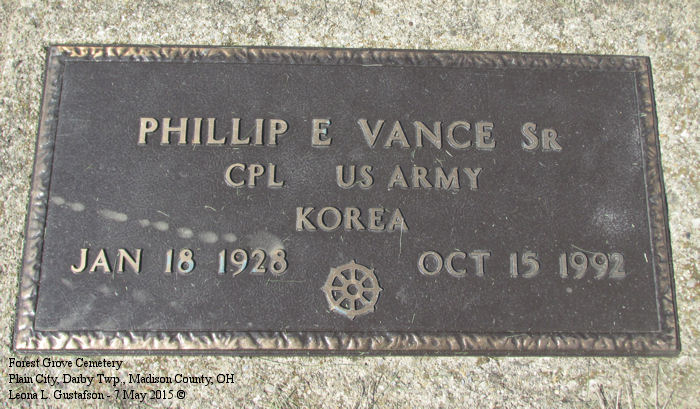 PHILLIP E VANCE SR
CPL US ARMY
KOREA
JAN 18 1928 OCT 15 1992
Forest Grove Cemetery
Plain City, Darby Twp., Madison County, OH
Leona L. Gustafson - 7 May 2015 ©